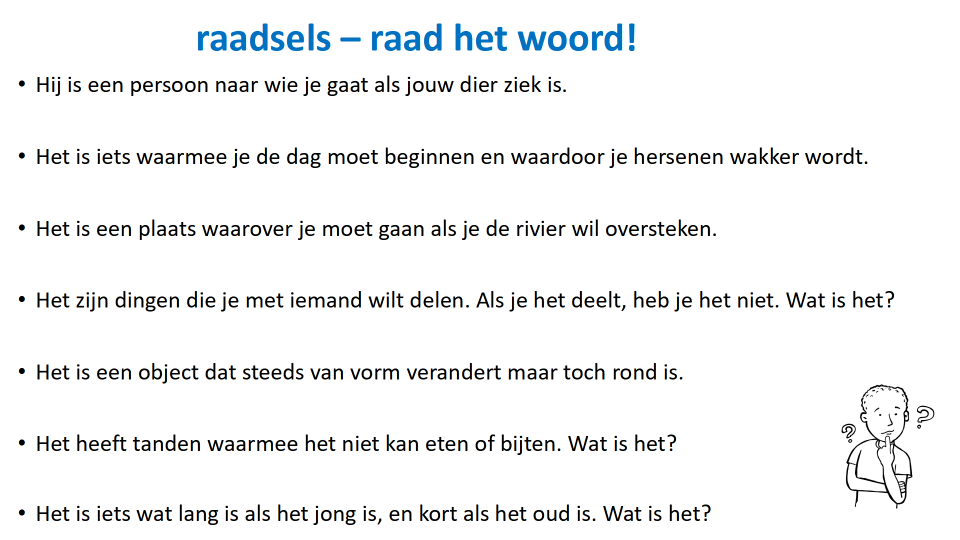 raadsels – raad het woord!
• Hij is een persoon naar wie je gaat als jouw dier ziek is.
• Het is iets waarmee je de dag moet beginnen en waardoor je hersenen wakker wordt.
• Het is een plaats waarover je moet gaan als je de rivier wil oversteken.
• Het zijn dingen die je met iemand wilt delen. Als je het deelt, heb je het niet. Wat is het?
• Het is een object dat steeds van vorm verandert maar toch rond is.
• Het heeft tanden waarmee het niet kan eten of bijten. Wat is het?
• Het is iets wat lang is als het jong is, en kort als het oud is. Wat is het?